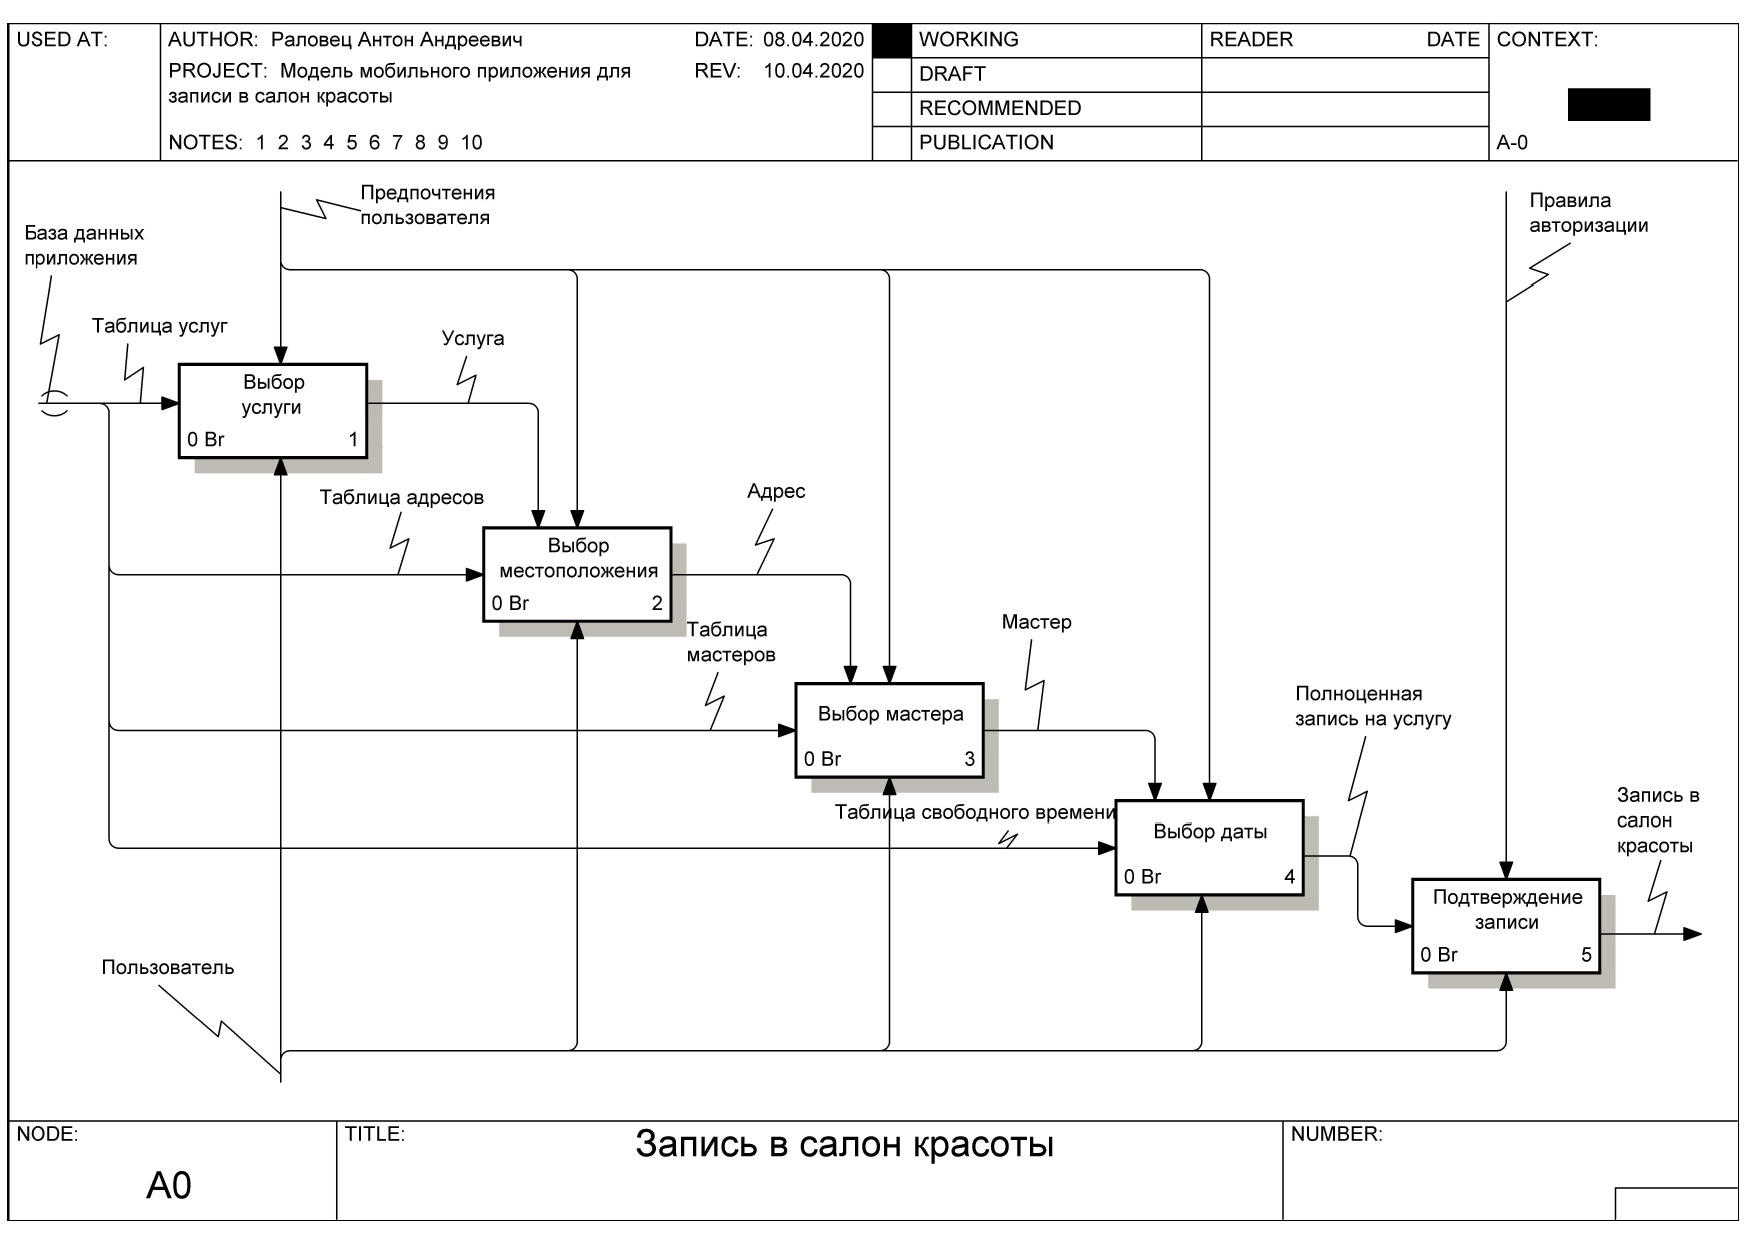 USED AT:
AUTHOR: Раловец Антон Андреевич
DATE: 08.04.2020
PROJECT: Модель мобильного приложения для
записи в салон красоты
REV: 10.04.2020
NOTES: 1 2 3 4 5 6 7 8 9 10
WORKING
DRAFT
RECOMMENDED
PUBLICATION
READER DATE
CONTEXT:
A-0
Предпочтения
пользователя
Правила
авторизации
База данных
приложения
Таблица услуг
Услуга
Выбор
услуги
0 Br 1
Таблица адресов
Адрес
Выбор
местоположения
0 Br 2
Таблица
мастеров
Мастер
Выбор мастера
0 Br 3
Полноценная
запись на услугу
Таблица свободного времени
Выбор даты
0 Br 4
Запись в
салон
красоты
Подтверждение
записи
0 Br 5
Пользователь
NODE:
A0
TITLE:
Запись в салон красоты
NUMBER: